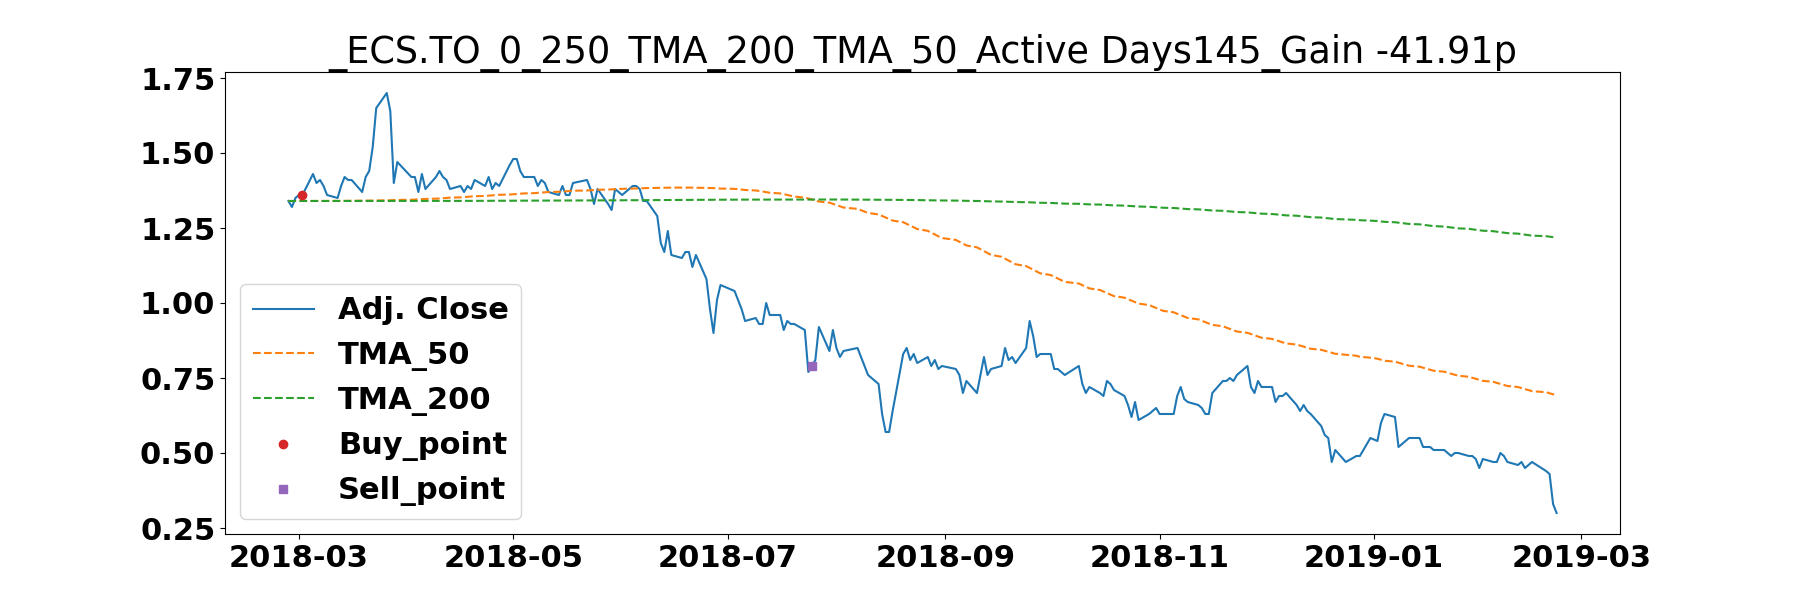 _ECS.TO_0_250_TMA_200_TMA_50_Active Days145_Gain -41.91p
1.75
1.50
1.25
1.00
0.75
0.50
0.25
Adj. Close
TMA_50
TMA_200
Buy_point
Sell_point
2018-03 2018-05 2018-07 2018-09 2018-11 2019-01 2019-03